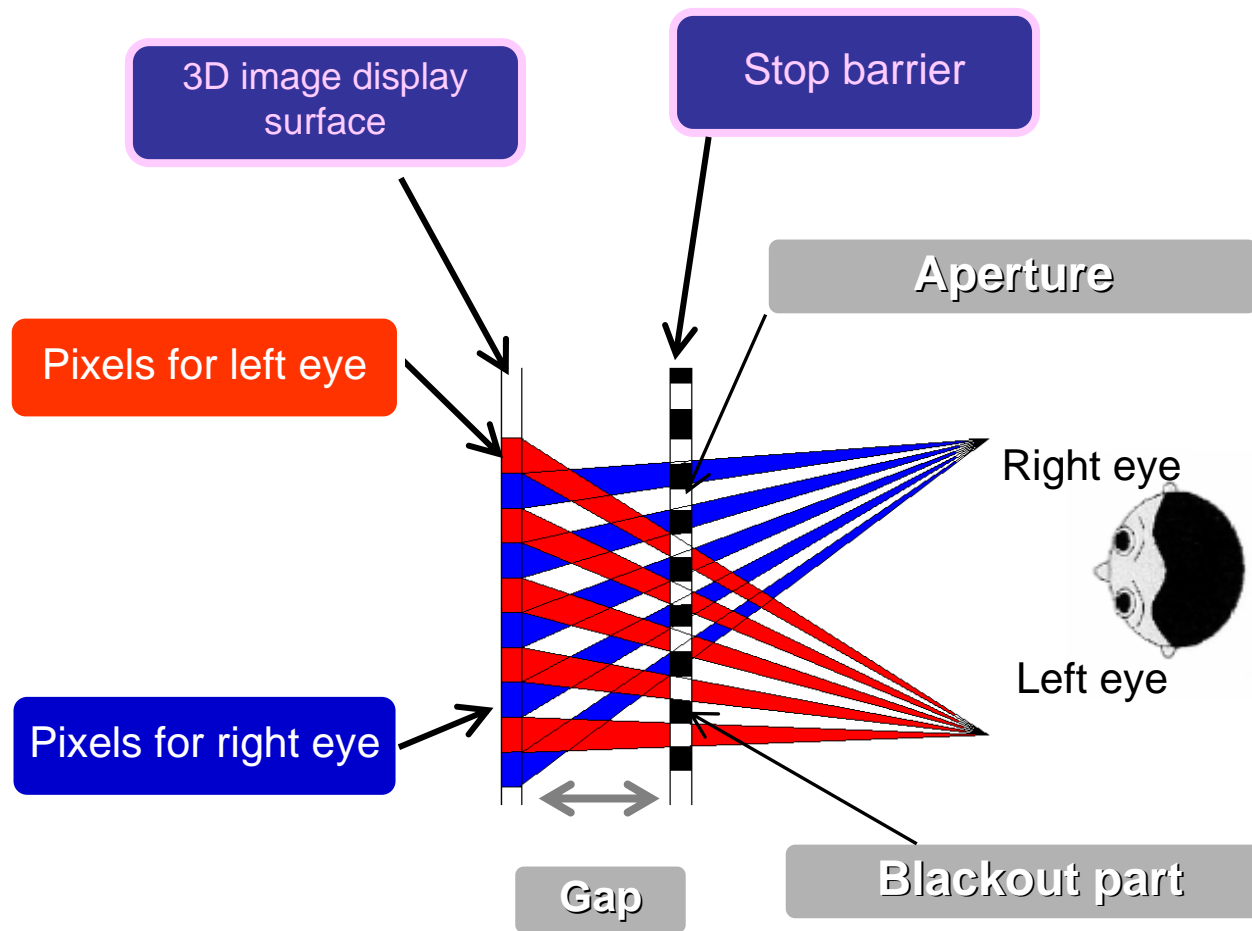 3D image display
surface
Stop barrier
Aperture
Pixels for left eye
Right eye
Left eye
Pixels for right eye
Gap
Blackout part